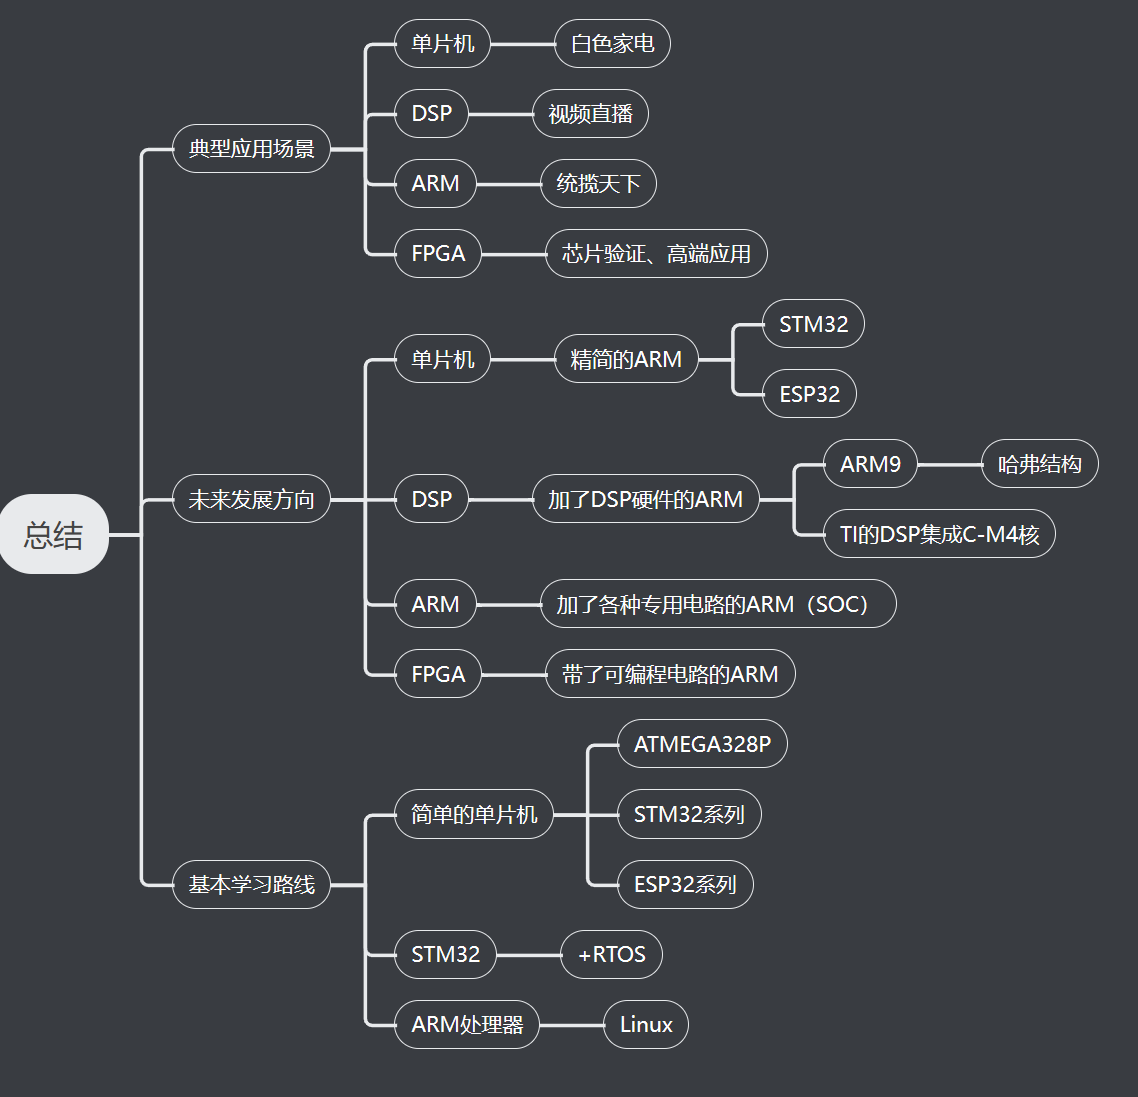 总结
典型应用场景
单片机
白色家电
DSP
视频直播
ARM
统揽天下
FPGA
芯片验证、高端应用
未来发展方向
单片机
精简的ARM
STM32
ESP32
DSP
加了DSP硬件的ARM
ARM9
哈弗结构
TI的DSP集成C-M4核
ARM
加了各种专用电路的ARM（SOC）
FPGA
带了可编程电路的ARM
基本学习路线
简单的单片机
ATMEGA328P
STM32系列
ESP32系列
STM32
+RTOS
ARM处理器
Linux